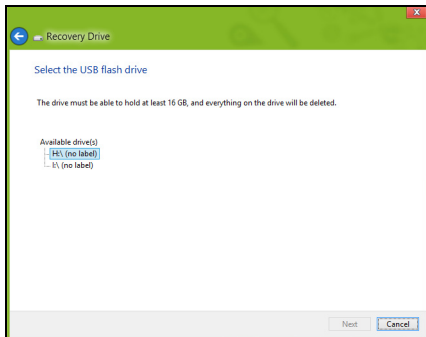 Recovery Drive
Select the USB flash drive
The drive must be able to hold at least 16 GB, and everything on the drive will be deleted.
Available drive(s)
H:\ (no label)
I:\ (no label)
Next
Cancel